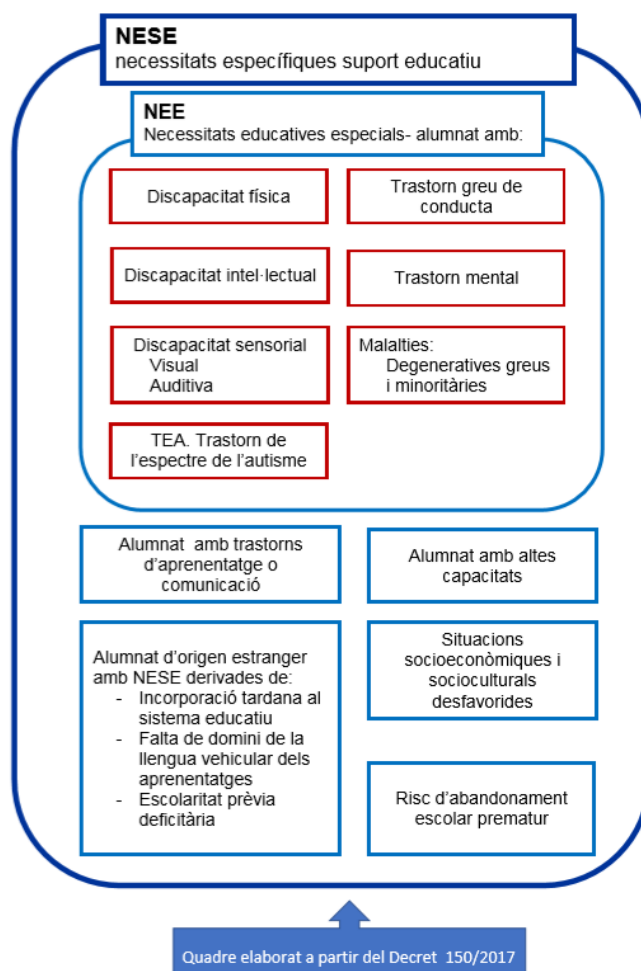 NESE
necessitats específiques suport educatiu
NEE
Necessitats educatives especials- alumnat amb:
Discapacitat física
Trastorn greu de
conducta
Discapacitat intel·lectual
Trastorn mental
Discapacitat sensorial
Visual
Auditiva
Malalties:
Degeneratives greus
i minoritàries
TEA. Trastorn de
l’espectre de l’autisme
Alumnat amb trastorns
d’aprenentatge o
comunicació
Alumnat amb altes
capacitats
Alumnat d’origen estranger
amb NESE derivades de:
- Incorporació tardana al
sistema educatiu
- Falta de domini de la
llengua vehicular dels
aprenentatges
- Escolaritat prèvia
deficitària
Situacions
socioeconòmiques i
socioculturals
desfavorides
Risc d’abandonament
escolar prematur
Quadre elaborat a partir del Decret 150/2017